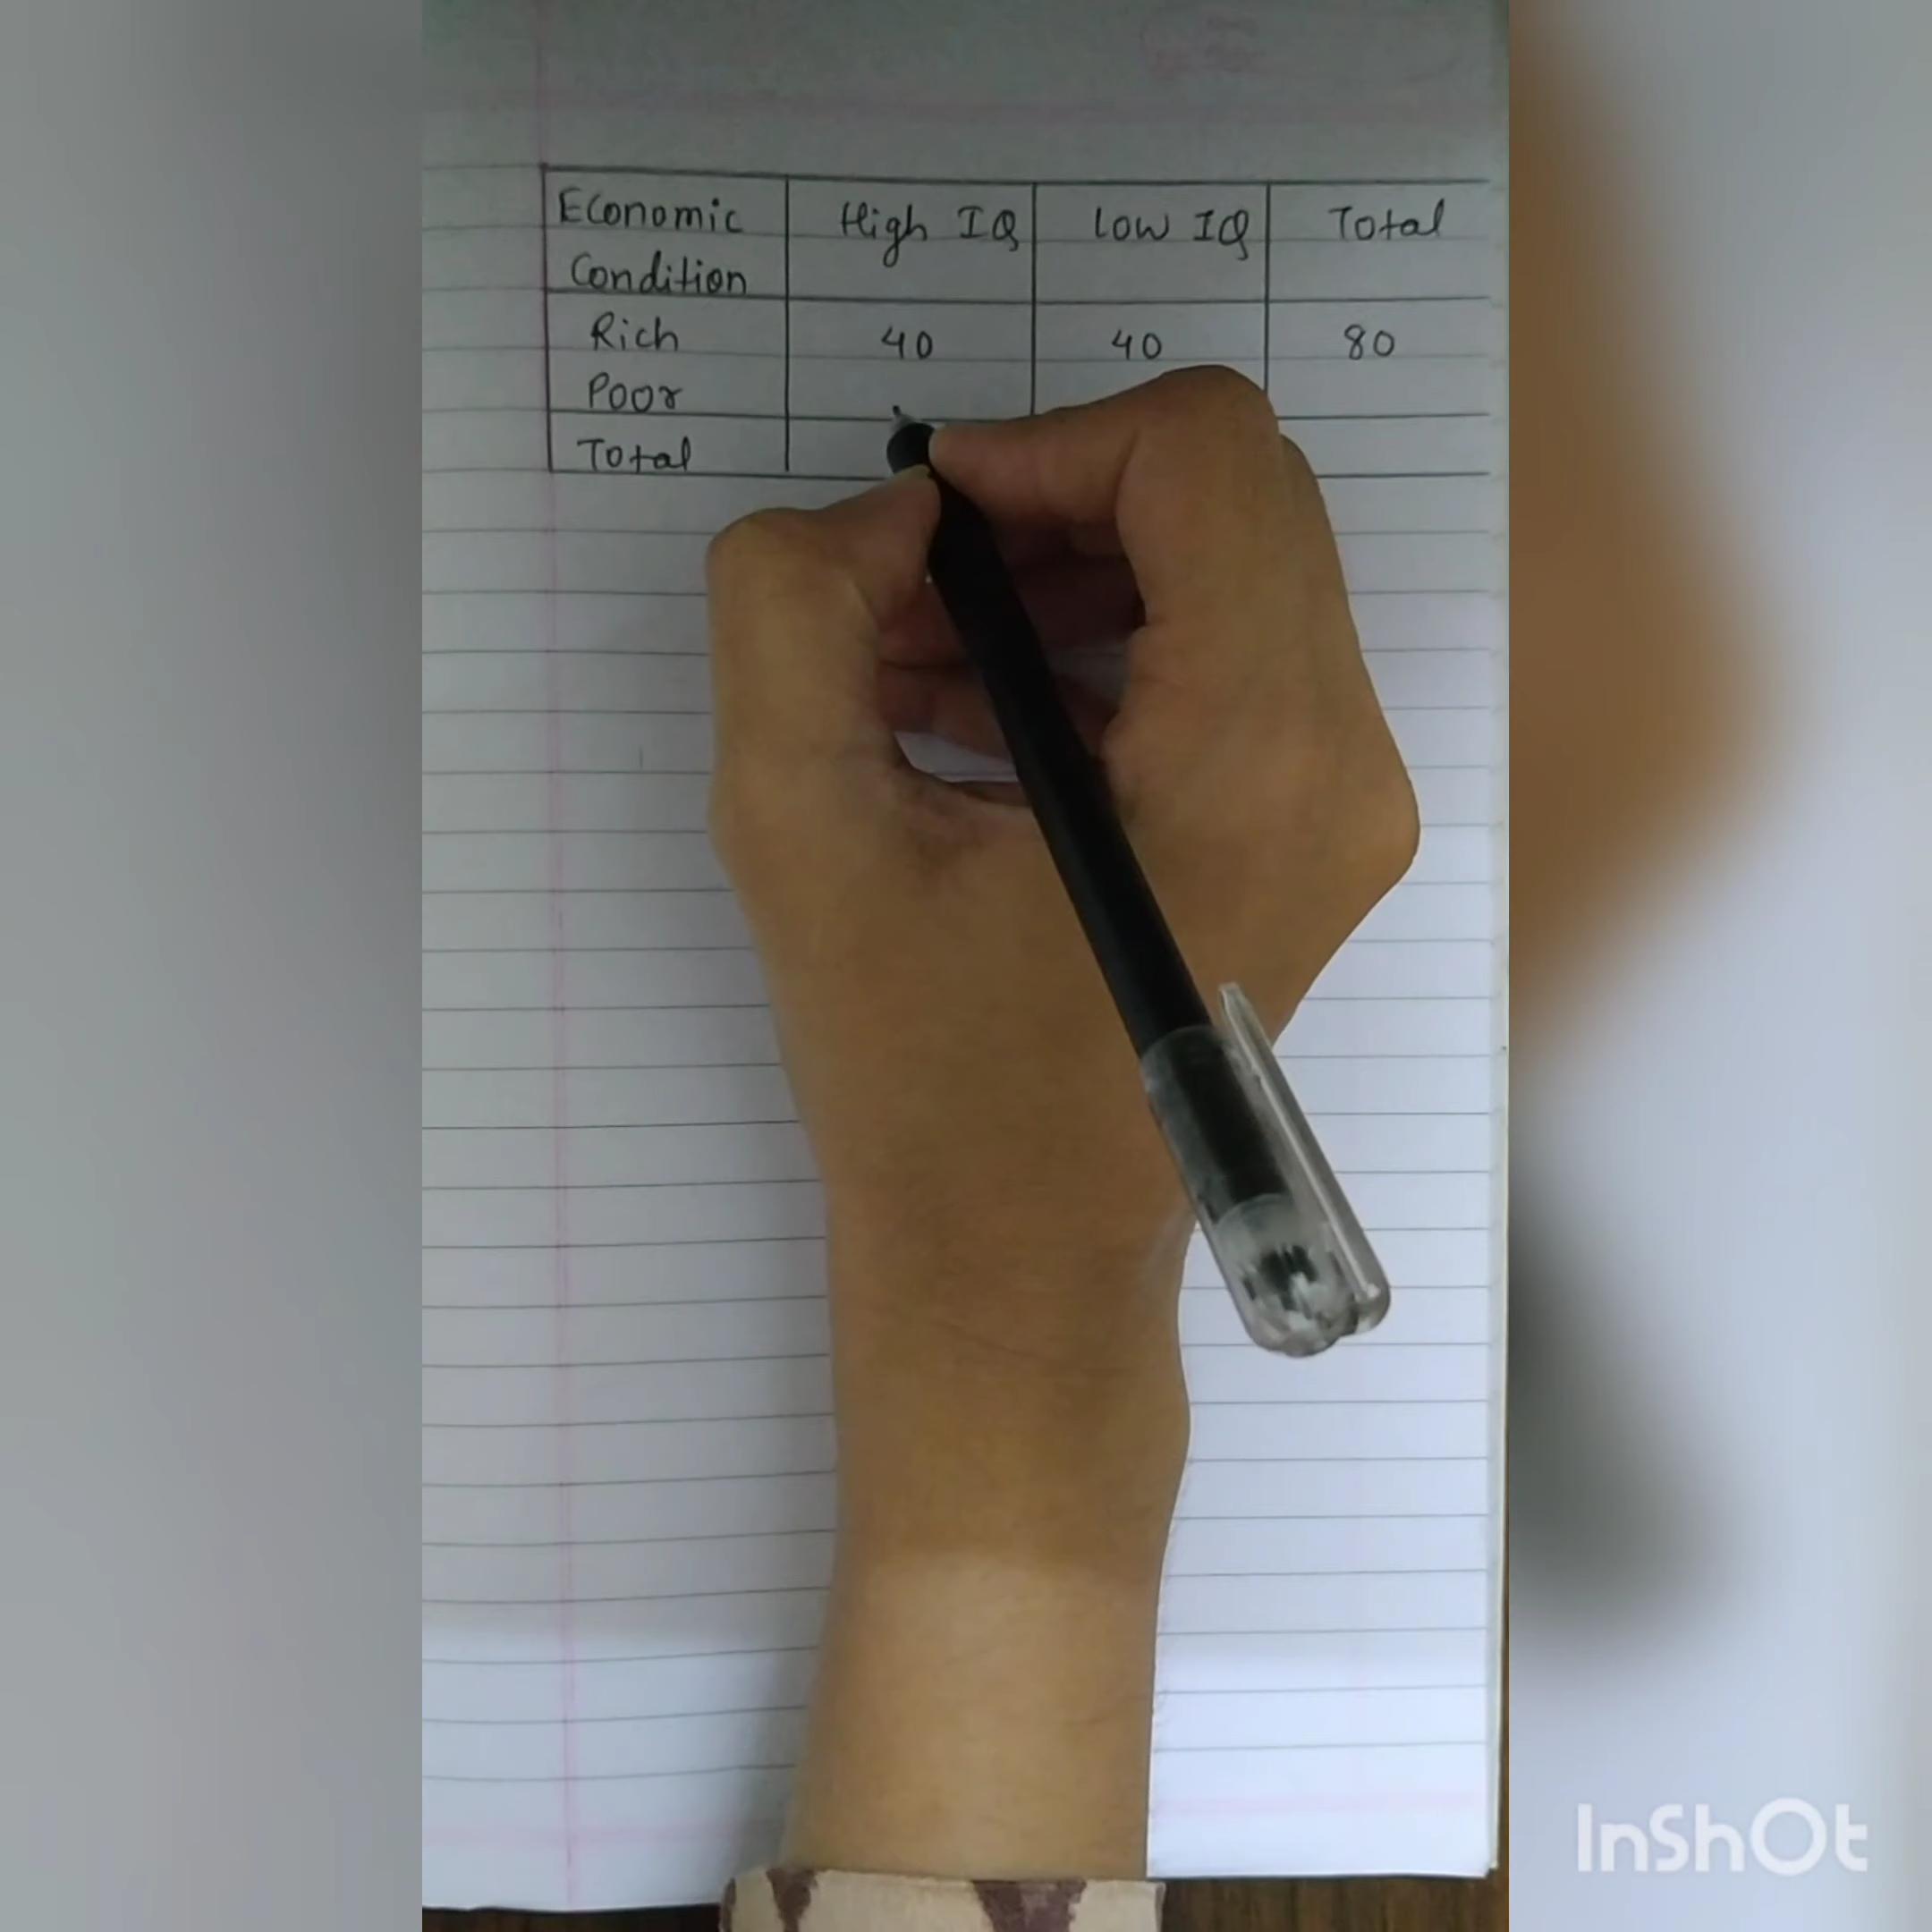 Economic High IQ Low IQ Total
Condition
Rich 40 40 80
Poor
Total
InShOt